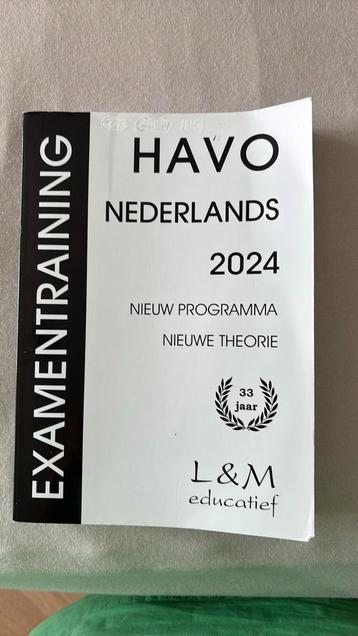 HAVO
NEDERLANDS
2024
NIEUW PROGRAMMA
NIEUWE THEORIE
33
jaar
L&M
educatief
EXAMENTRAINING